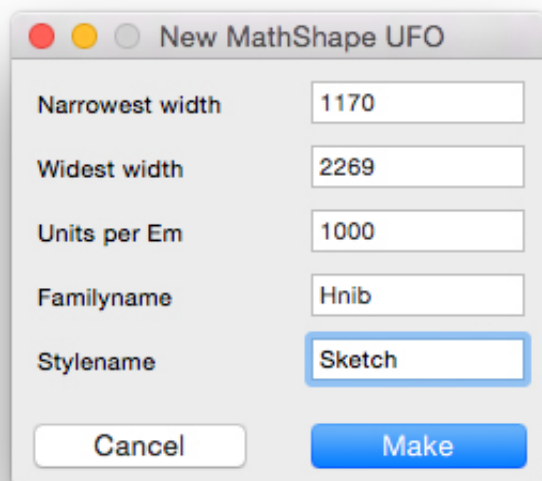 New MathShape UFO
Narrowest width 1170
Widest width 2269
Units per Em 1000
Familyname Hnib
Stylename Sketch
Cancel Make